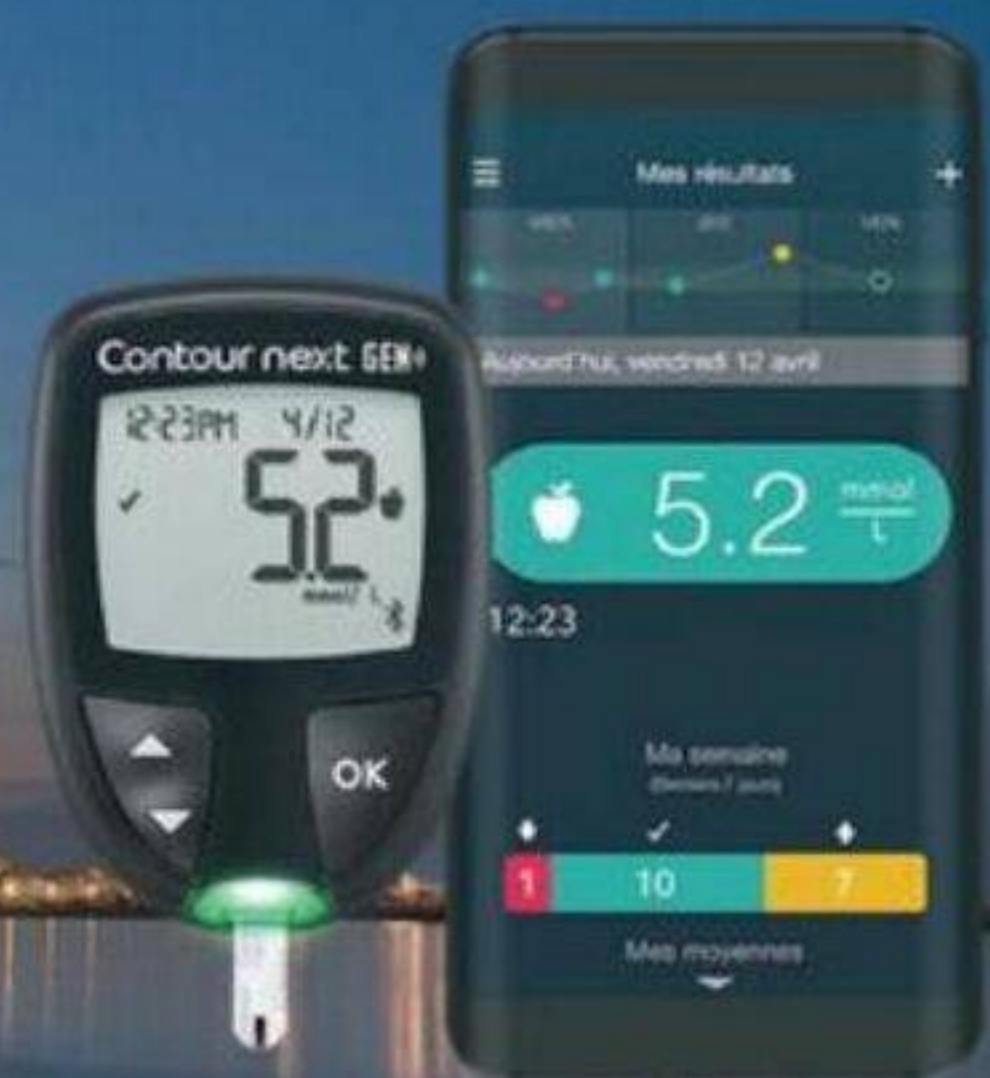 Contour next GEN
12:23PM 4/12
5.2
mmol/L
OK
Mes résultats
Aujourd'hui, vendredi 12 avril
5.2 mmol
L
12:23
Ma semaine
1 10 7
Mes moyennes